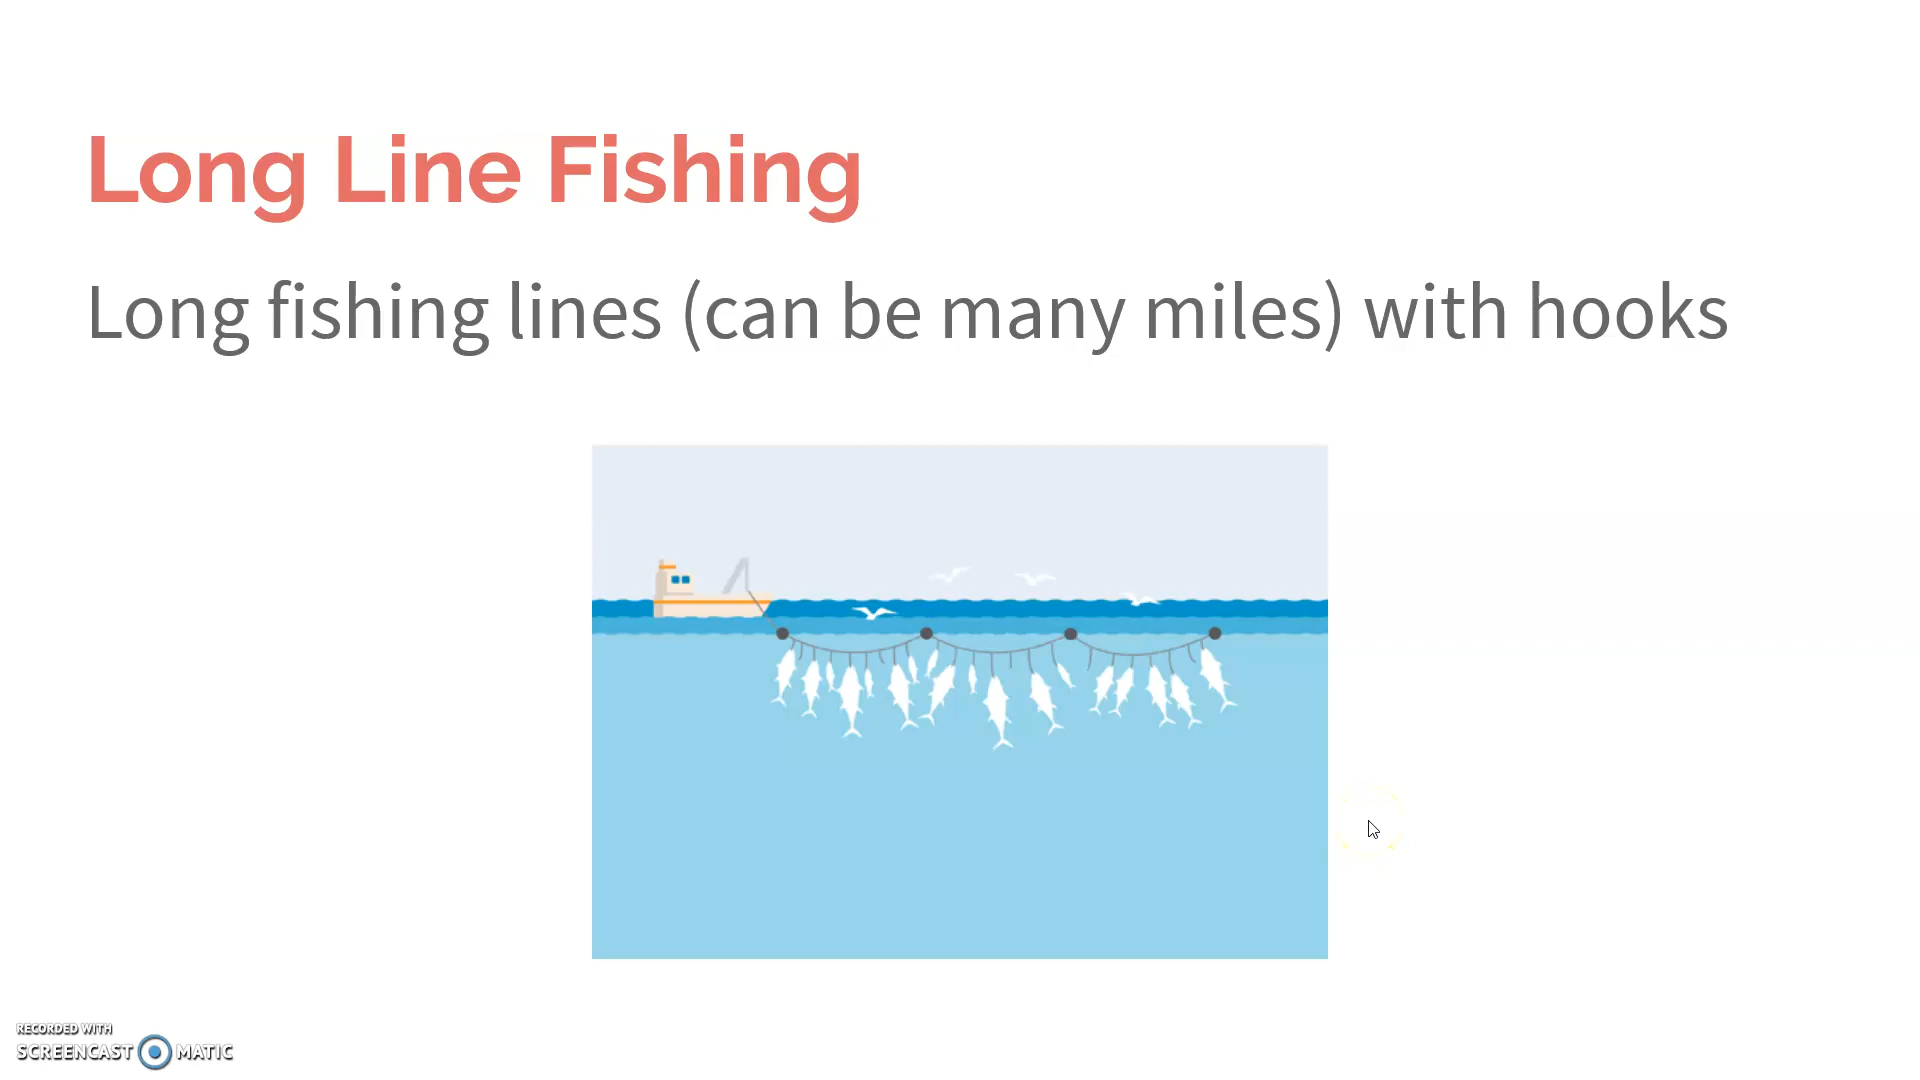 Long Line Fishing
Long fishing lines (can be many miles) with hooks
RECORDED WITH
SCREENCAST MATIC